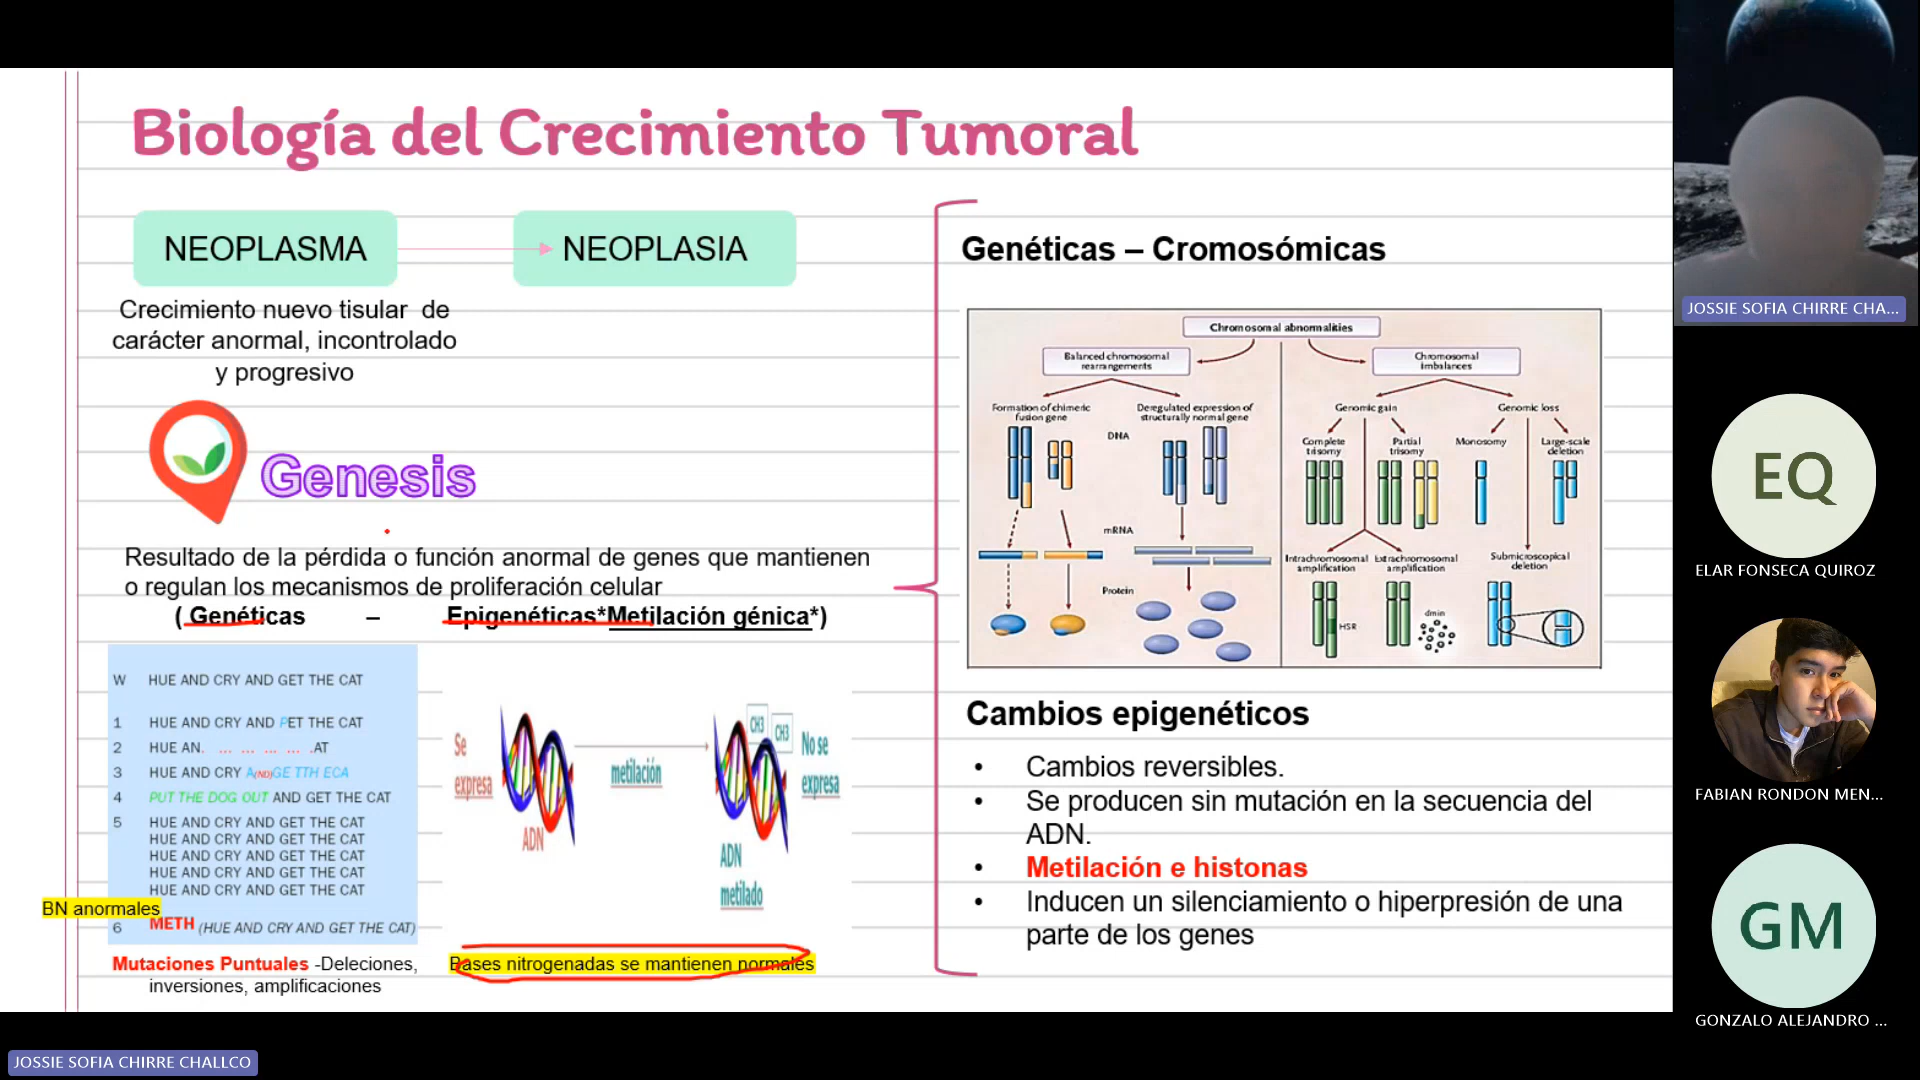 Biología del Crecimiento Tumoral
NEOPLASMA
NEOPLASIA
Crecimiento nuevo tisular de
carácter anormal, incontrolado
y progresivo
Genesis
Resultado de la pérdida o función anormal de genes que mantienen
o regulan los mecanismos de proliferación celular
( Genéticas – Epigenéticas*Metilación génica*)
W HUE AND CRY AND GET THE CAT
1 HUE AND CRY AND PET THE CAT
2 HUE AN. ... ... ... ... .AT
3 HUE AND CRY A(ND)GE TTH ECA
4 PUT THE DOG OUT AND GET THE CAT
5 HUE AND CRY AND GET THE CAT
HUE AND CRY AND GET THE CAT
HUE AND CRY AND GET THE CAT
HUE AND CRY AND GET THE CAT
HUE AND CRY AND GET THE CAT
BN anormales
6 METH (HUE AND CRY AND GET THE CAT)
Mutaciones Puntuales -Deleciones,
inversiones, amplificaciones
Se
expresa
ADN
metilación
CH3
CH3
No se
expresa
ADN
metilado
Bases nitrogenadas se mantienen normales
Genéticas – Cromosómicas
Chromosomal abnormalities
Balanced chromosomal
rearrangements
Chromosomal
imbalances
Formation of chimeric
fusion gene
Deregulated expression of
structurally normal gene
Genomic gain
Genomic loss
DNA
Complete
trisomy
Partial
trisomy
Monosomy
Large-scale
deletion
mRNA
Intrachromosomal
amplification
Extrachromosomal
amplification
Submicroscopical
deletion
Protein
HSR
dmin
Cambios epigenéticos
• Cambios reversibles.
• Se producen sin mutación en la secuencia del
ADN.
• Metilación e histonas
• Inducen un silenciamiento o hiperpresión de una
parte de los genes
JOSSIE SOFIA CHIRRE CHA...
EQ
ELAR FONSECA QUIROZ
FABIAN RONDON MEN...
GM
GONZALO ALEJANDRO ...
JOSSIE SOFIA CHIRRE CHALLCO